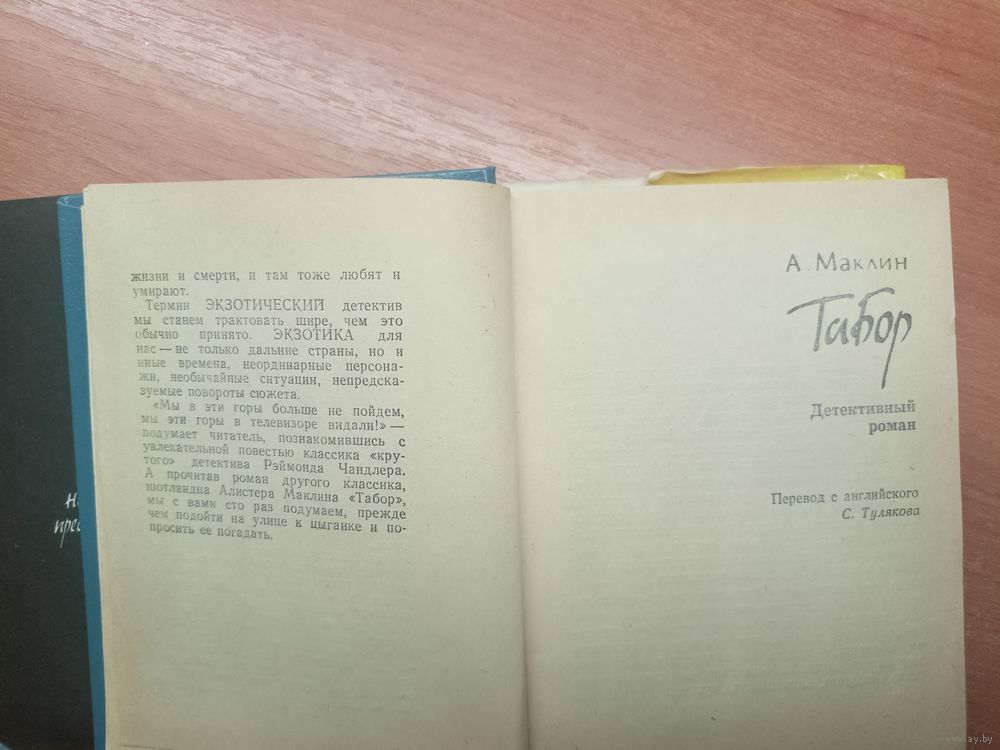 жизни и смерти, и там тоже любят и
умирают.
Термин ЭКЗОТИЧЕСКИЙ детектив
мы станем трактовать шире, чем это
обычно принято. ЭКЗОТИКА для
нас — не только дальние страны, но и
иные времена, неординарные персона-
жи, необычайные ситуации, непредска-
зуемые повороты сюжета.
«Мы в эти горы больше не пойдем,
мы эти горы в телевизоре видали!» —
подумает читатель, познакомившись с
увлекательной повестью классика «кру-
того» детектива Рэймонда Чандлера.
А прочитав роман другого классика,
шотландца Алистера Маклина «Табор»,
мы с вами сто раз подумаем, прежде
чем подойти на улице к цыганке и по-
просить ее погадать.
А. Маклин
Табор
Детективный
роман
Перевод с английского
С. Тулякова
www.ay.by